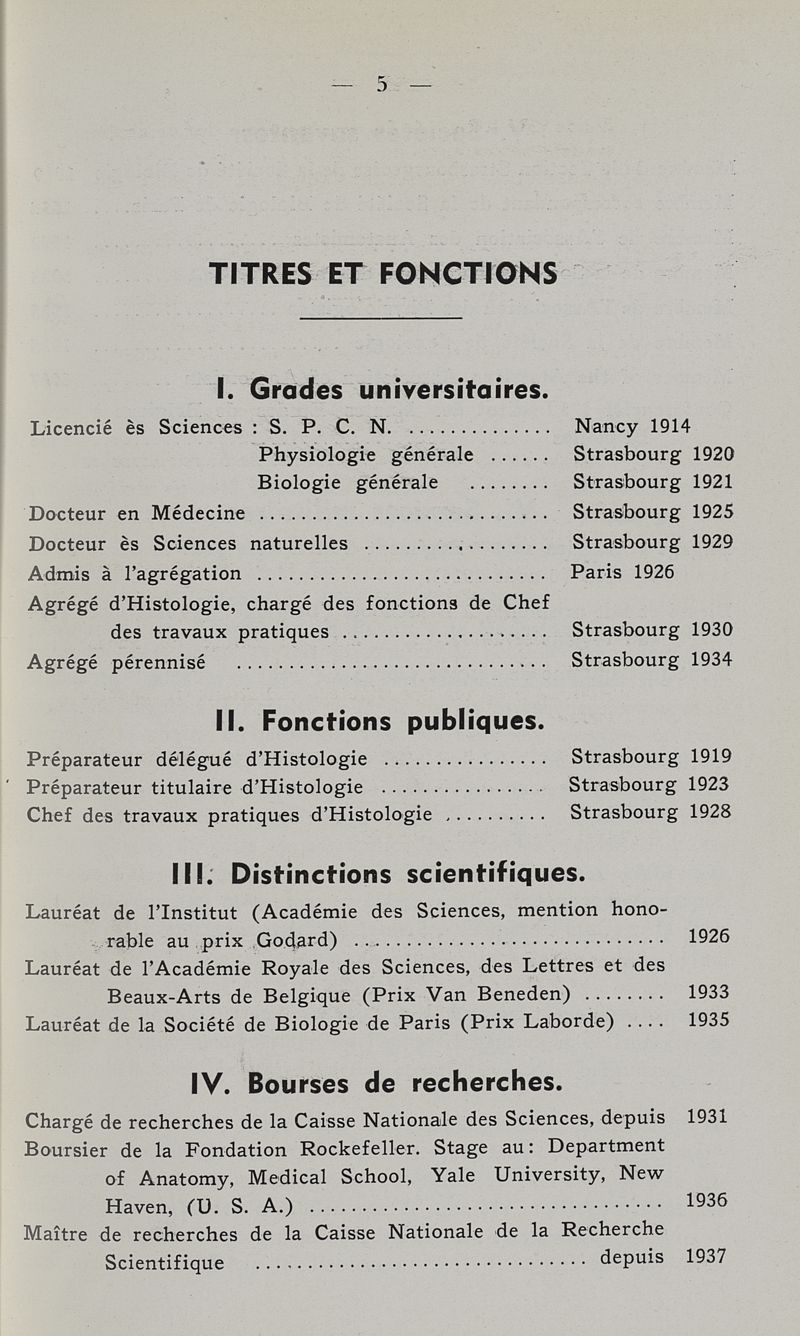 — 5 —
TITRES ET FONCTIONS
I. Grades universitaires.
Licencié ès Sciences : S. P. C. N. .............. Nancy 1914
Physiologie générale ...... Strasbourg 1920
Biologie générale ........ Strasbourg 1921
Docteur en Médecine ............................ Strasbourg 1925
Docteur ès Sciences naturelles .................. Strasbourg 1929
Admis à l'agrégation ............................ Paris 1926
Agrégé d'Histologie, chargé des fonctions de Chef
des travaux pratiques .................... Strasbourg 1930
Agrégé pérennisé .............................. Strasbourg 1934
II. Fonctions publiques.
Préparateur délégué d'Histologie ................ Strasbourg 1919
Préparateur titulaire d'Histologie ................ Strasbourg 1923
Chef des travaux pratiques d'Histologie .......... Strasbourg 1928
III. Distinctions scientifiques.
Lauréat de l'Institut (Académie des Sciences, mention hono-
rable au prix Godard) .............................. 1926
Lauréat de l'Académie Royale des Sciences, des Lettres et des
Beaux-Arts de Belgique (Prix Van Beneden) ........ 1933
Lauréat de la Société de Biologie de Paris (Prix Laborde) .... 1935
IV. Bourses de recherches.
Chargé de recherches de la Caisse Nationale des Sciences, depuis 1931
Boursier de la Fondation Rockefeller. Stage au: Department
of Anatomy, Medical School, Yale University, New
Haven, (U. S. A.) .................................. 1936
Maître de recherches de la Caisse Nationale de la Recherche
Scientifique ................................ depuis 1937